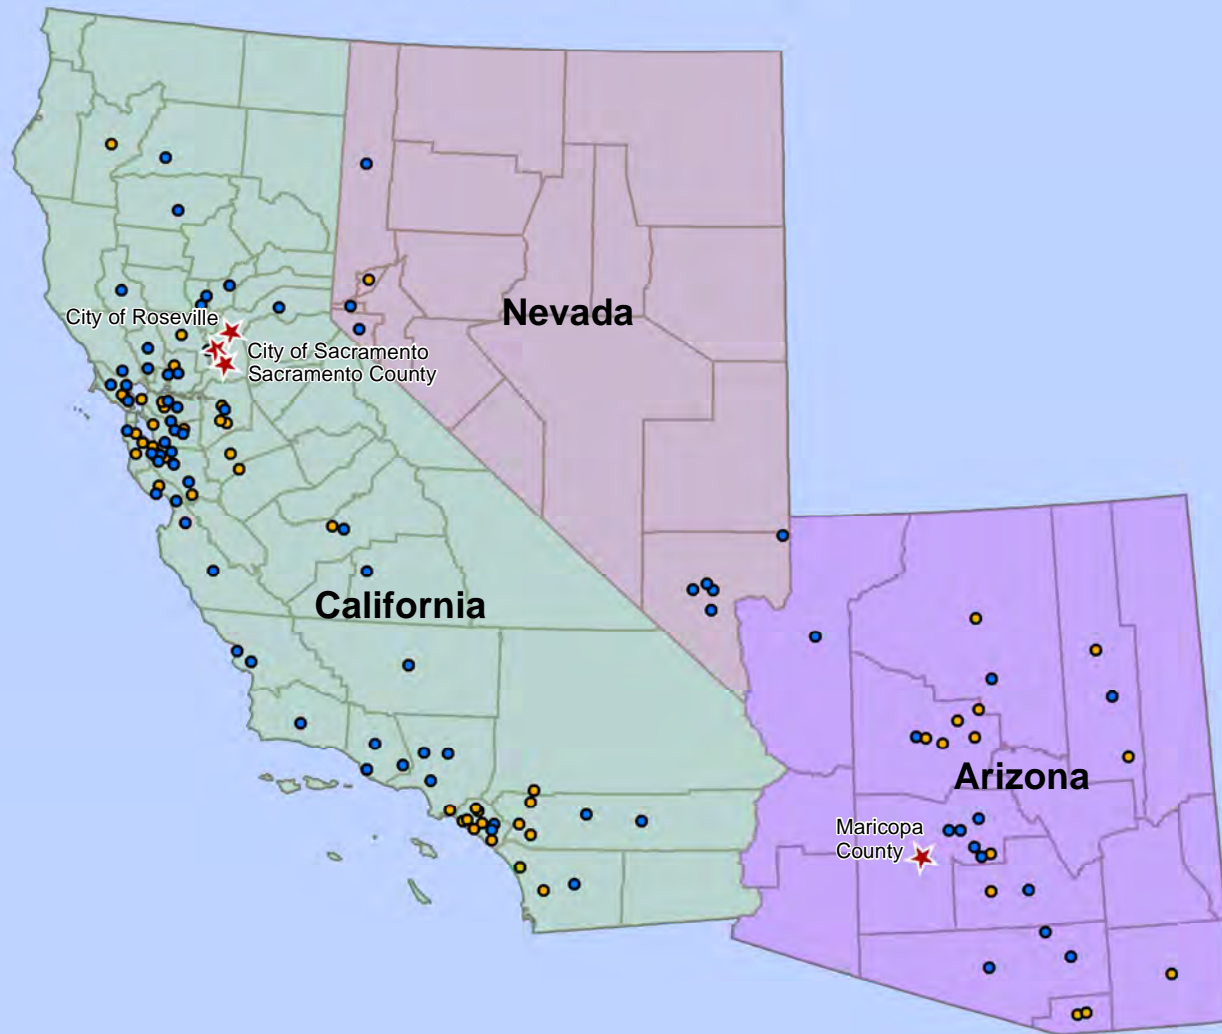 Nevada
City of Roseville
City of Sacramento
Sacramento County
California
Arizona
Maricopa
County